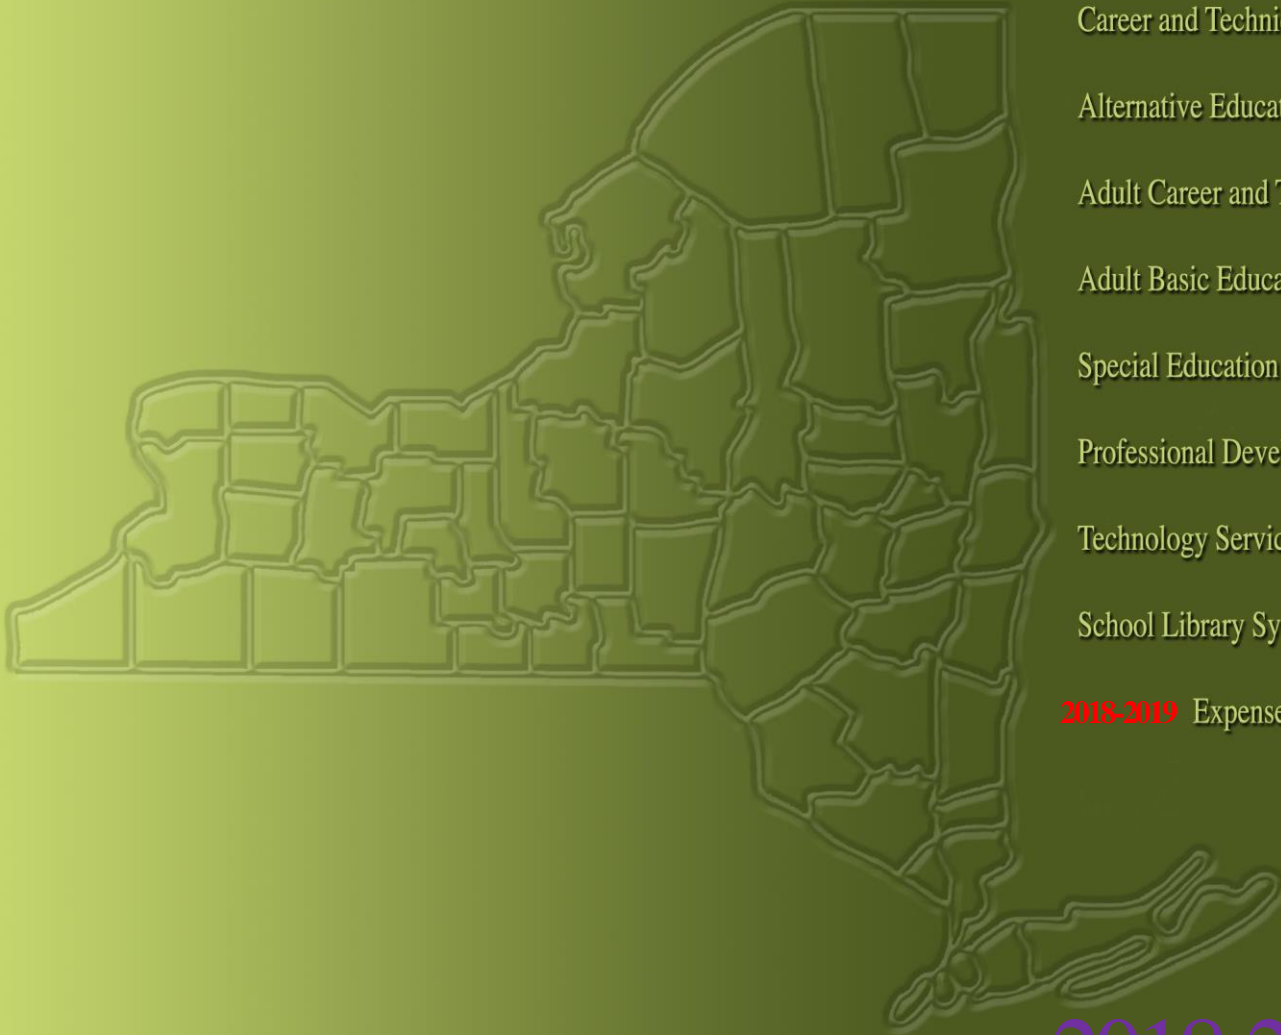 Career and Techni
Alternative Educa
Adult Career and
Adult Basic Educa
Special Education
Professional Deve
Technology Servic
School Library Sy
2018-2019 Expense